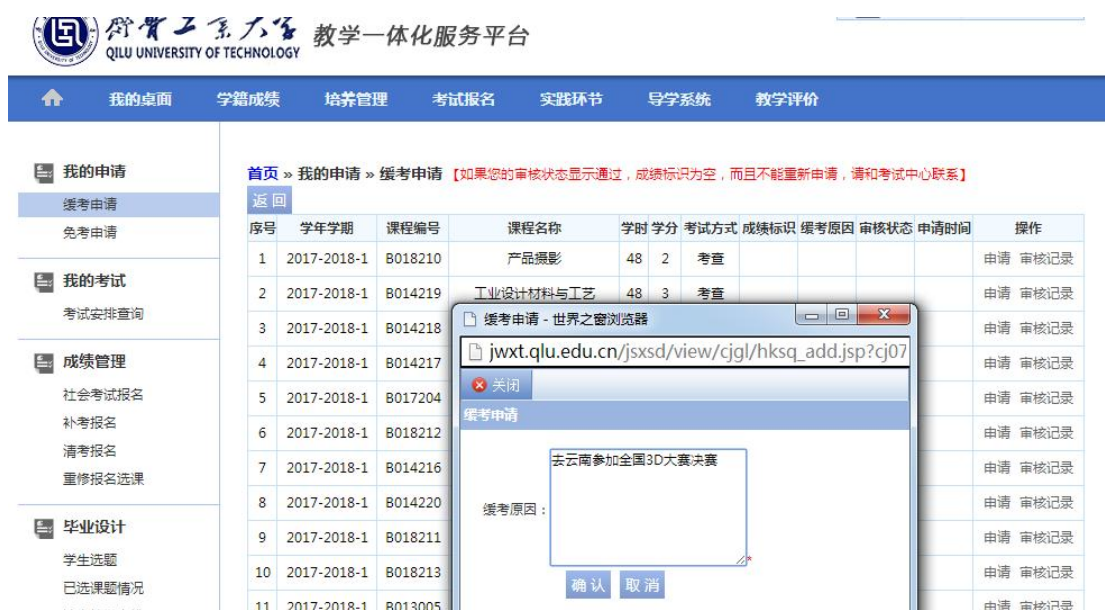 齐鲁工业大学 教学一体化服务平台
QILU UNIVERSITY OF TECHNOLOGY
我的桌面 学籍成绩 培养管理 考试报名 实践环节 导学系统 教学评价
我的申请
缓考申请
免考申请
我的考试
考试安排查询
成绩管理
社会考试报名
补考报名
清考报名
重修报名选课
毕业设计
学生选题
已选课题情况
首页 » 我的申请 » 缓考申请 【如果您的审核状态显示通过，成绩标识为空，而且不能重新申请，请和考试中心联系】
返回
序号 学年学期 课程编号 课程名称 学时 学分 考试方式 成绩标识 缓考原因 审核状态 申请时间 操作
1 2017-2018-1 B018210 产品摄影 48 2 考查 申请 审核记录
2 2017-2018-1 B014219 工业设计材料与工艺 48 3 考查 申请 审核记录
3 2017-2018-1 B014218 申请 审核记录
4 2017-2018-1 B014217 申请 审核记录
5 2017-2018-1 B017204 申请 审核记录
6 2017-2018-1 B018212 申请 审核记录
7 2017-2018-1 B014216 申请 审核记录
8 2017-2018-1 B014220 申请 审核记录
9 2017-2018-1 B018211 申请 审核记录
10 2017-2018-1 B018213 申请 审核记录
11 2017-2018-1 B013005 申请 审核记录
缓考申请 - 世界之窗浏览器
jwxt.qlu.edu.cn/jsxsd/view/cjgl/hksq_add.jsp?cj07
关闭
缓考申请
缓考原因：
去云南参加全国3D大赛决赛
*
确认 取消